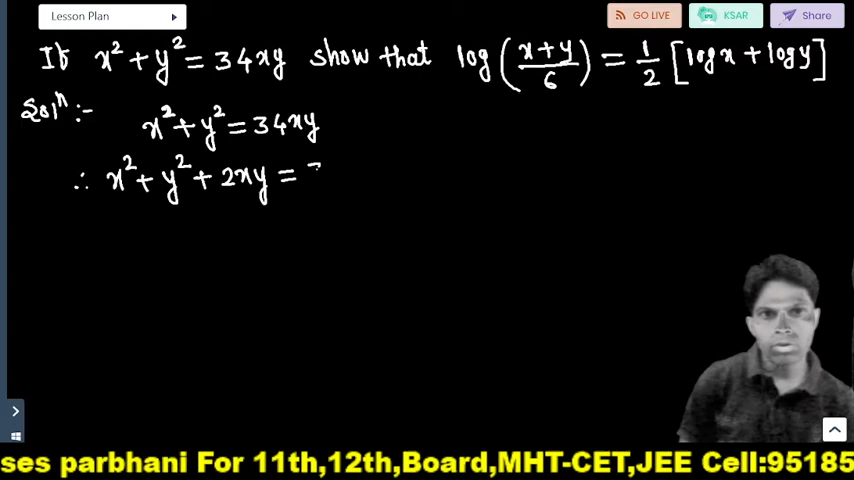 Lesson Plan
GO LIVE
KSAR
Share
If x² + y² = 34xy show that log(x+y/6) = 1/2 [log x + log y]
Solⁿ :-
x² + y² = 34xy
∴ x² + y² + 2xy =
ses parbhani For 11th,12th,Board,MHT-CET,JEE Cell:95185